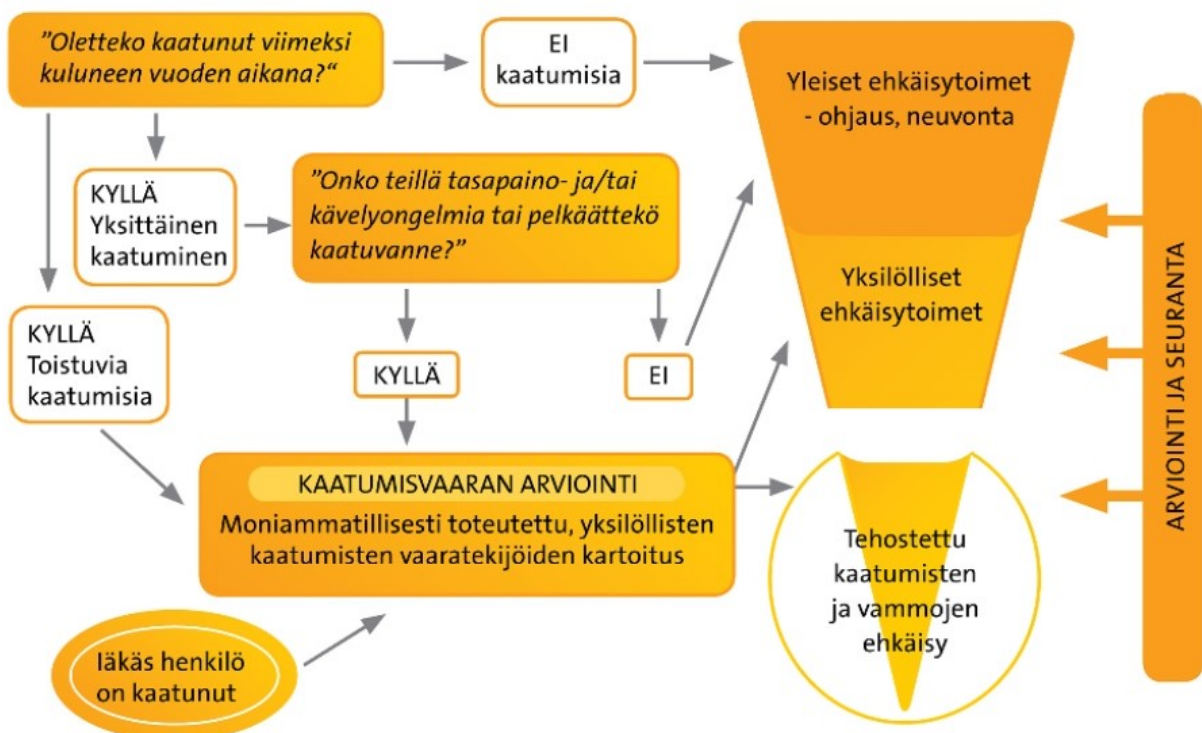 ”Oletteko kaatunut viimeksi
kuluneen vuoden aikana?“
EI
kaatumisia
KYLLÄ
Yksittäinen
kaatuminen
”Onko teillä tasapaino- ja/tai
kävelyongelmia tai pelkäättekö
kaatuvanne?”
KYLLÄ
Toistuvia
kaatumisia
KYLLÄ
EI
KAATUMISVAARAN ARVIOINTI
Moniammatillisesti toteutettu, yksilöllisten
kaatumisten vaaratekijöiden kartoitus
Iäkäs henkilö
on kaatunut
Yleiset ehkäisytoimet
- ohjaus, neuvonta
Yksilölliset
ehkäisytoimet
Tehostettu
kaatumisten
ja vammojen
ehkäisy
ARVIOINTI JA SEURANTA